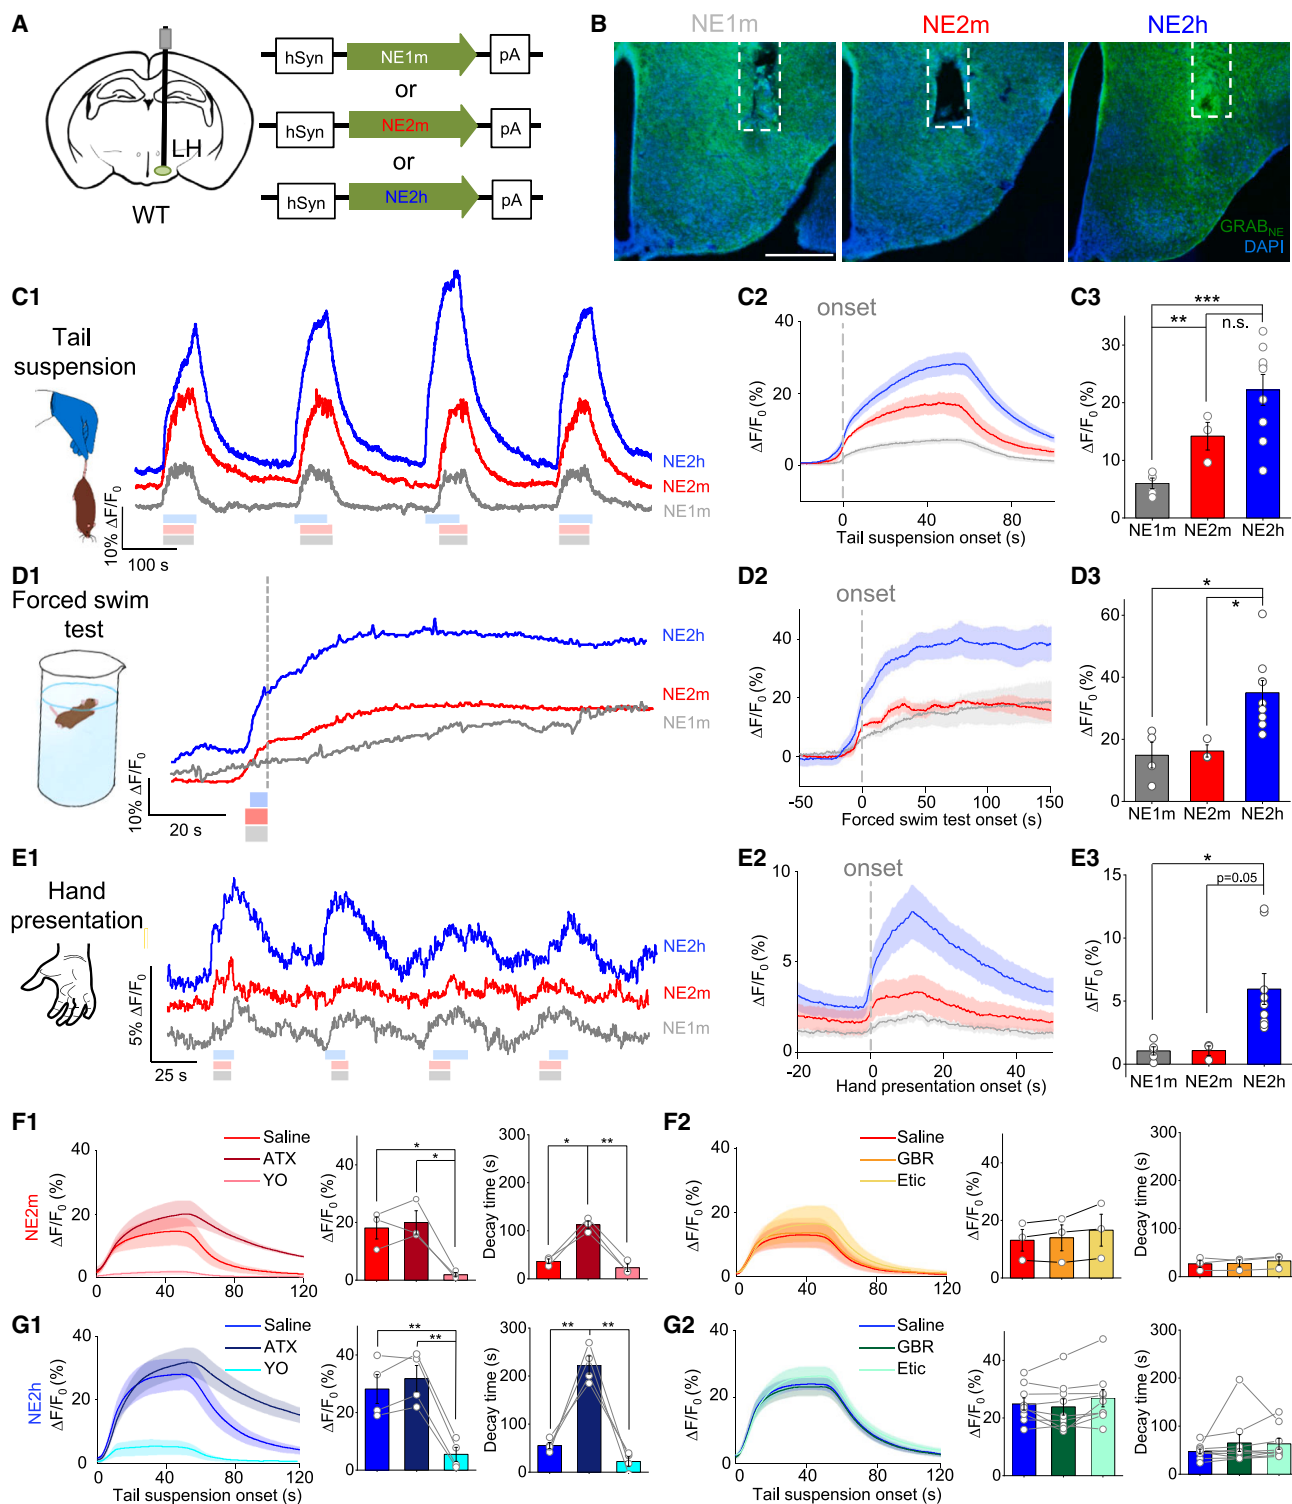 A
hSyn NE1m pA
or
hSyn NE2m pA
or
hSyn NE2h pA
LH
WT
B
NE1m NE2m NE2h
GRAB_NE
DAPI
C1
Tail
suspension
NE2h
NE2m
NE1m
10% ΔF/F₀
100 s
C2
onset
ΔF/F₀ (%)
40
20
0
0 40 80
Tail suspension onset (s)
C3
*** 
** n.s.
ΔF/F₀ (%)
30
20
10
0
NE1m NE2m NE2h
D1
Forced swim
test
NE2h
NE2m
NE1m
10% ΔF/F₀
20 s
D2
onset
ΔF/F₀ (%)
40
20
0
-50 0 50 100 150
Forced swim test onset (s)
D3
*
*
ΔF/F₀ (%)
60
40
20
0
NE1m NE2m NE2h
E1
Hand
presentation
NE2h
NE2m
NE1m
5% ΔF/F₀
25 s
E2
onset
ΔF/F₀ (%)
10
5
2
0
-20 0 20 40
Hand presentation onset (s)
E3
*
p=0.05
ΔF/F₀ (%)
15
10
5
0
NE1m NE2m NE2h
F1
NE2m
Saline
ATX
YO
ΔF/F₀ (%)
40
20
0
0 40 80 120
ΔF/F₀ (%)
40
20
0
*
*
Decay time (s)
300
200
100
0
* **
F2
Saline
GBR
Etic
ΔF/F₀ (%)
40
20
0
0 40 80 120
ΔF/F₀ (%)
40
20
0
Decay time (s)
300
200
100
0
G1
NE2h
Saline
ATX
YO
ΔF/F₀ (%)
40
20
0
0 40 80 120
Tail suspension onset (s)
ΔF/F₀ (%)
40
20
0
**
**
Decay time (s)
300
200
100
0
** **
G2
Saline
GBR
Etic
ΔF/F₀ (%)
40
20
0
0 40 80 120
Tail suspension onset (s)
ΔF/F₀ (%)
40
20
0
Decay time (s)
300
200
100
0